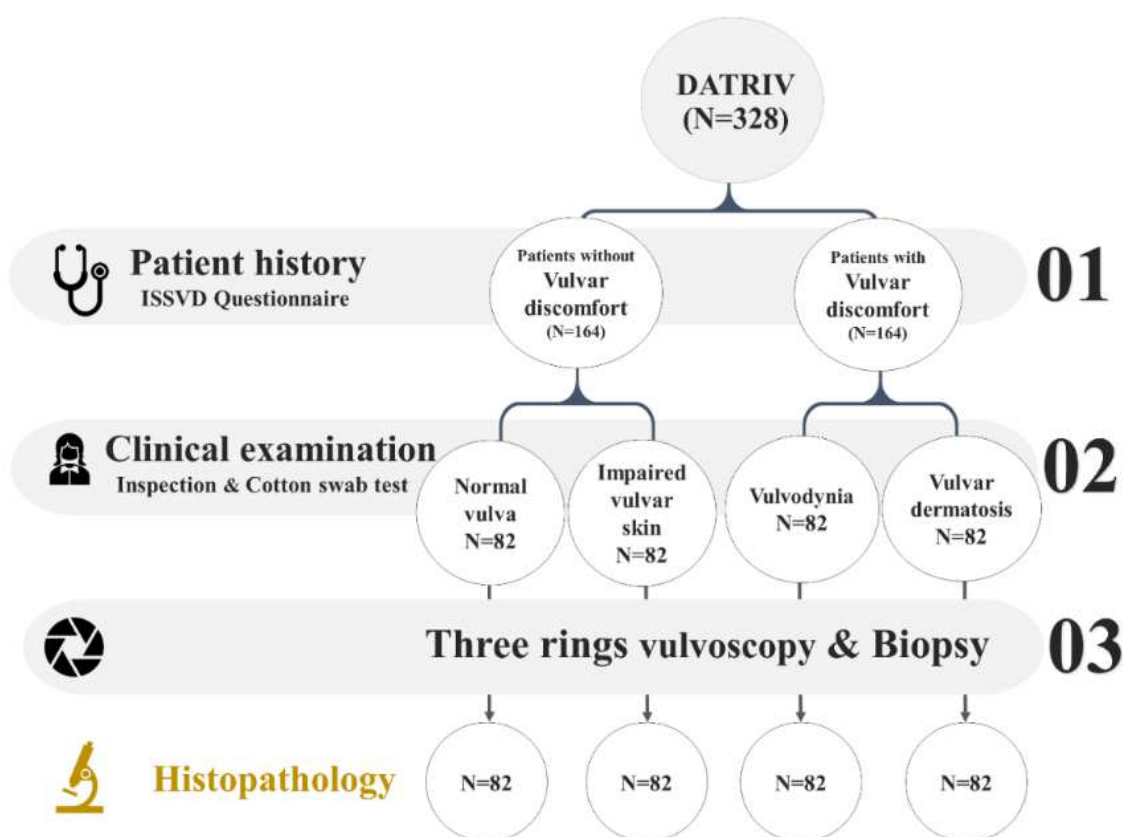 DATRIV
(N=328)
Patient history
ISSVD Questionnaire
Patients without
Vulvar
discomfort
(N=164)
Patients with
Vulvar
discomfort
(N=164)
01
Clinical examination
Inspection & Cotton swab test
Normal
vulva
N=82
Impaired
vulvar
skin
N=82
Vulvodynia
N=82
Vulvar
dermatosis
N=82
02
Three rings vulvoscopy & Biopsy
03
Histopathology
N=82
N=82
N=82
N=82